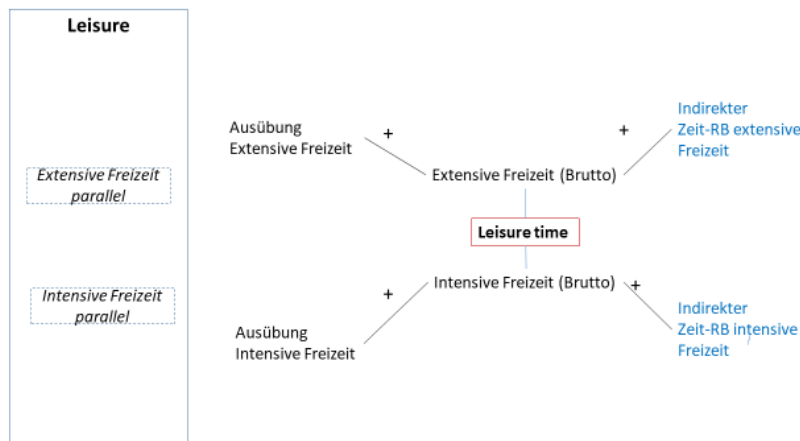 Leisure
Extensive Freizeit
parallel
Intensive Freizeit
parallel
Ausübung
Extensive Freizeit
+
+
Indirekter
Zeit-RB extensive
Freizeit
Extensive Freizeit (Brutto)
Leisure time
Intensive Freizeit (Brutto)
+
+
Ausübung
Intensive Freizeit
Indirekter
Zeit-RB intensive
Freizeit